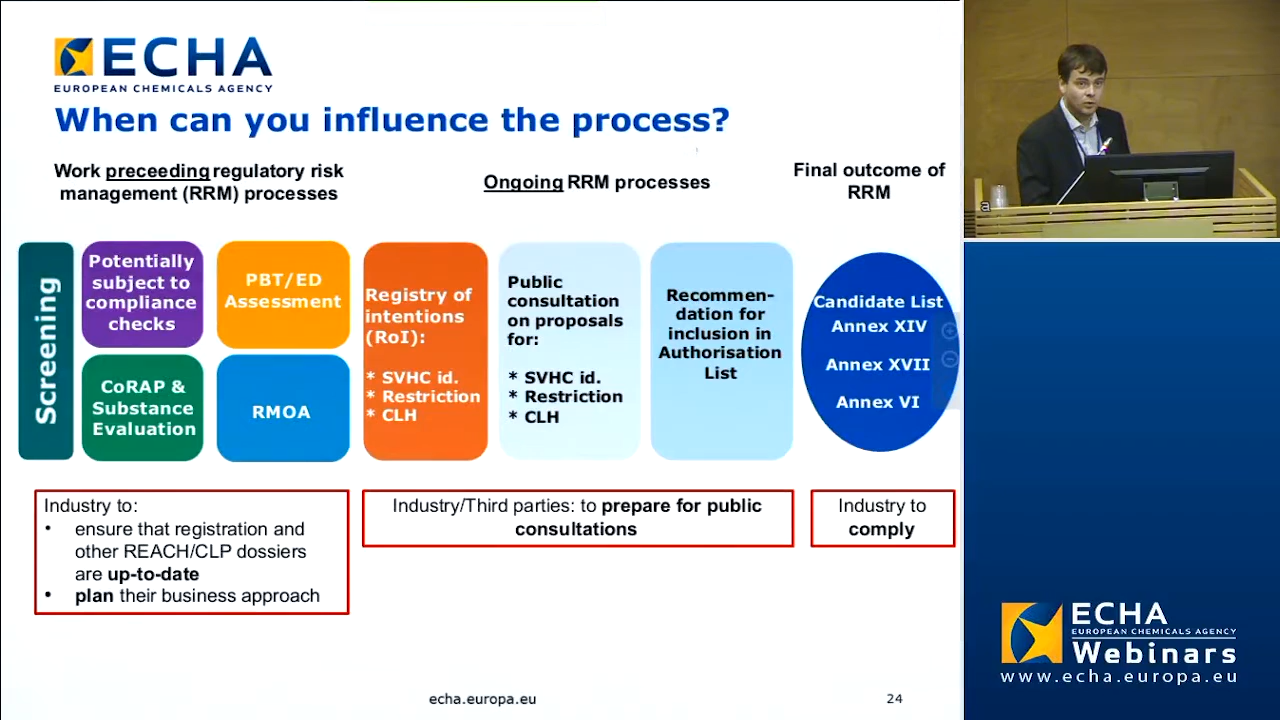 ECHA
EUROPEAN CHEMICALS AGENCY
When can you influence the process?
Work preceeding regulatory risk
management (RRM) processes
Ongoing RRM processes
Final outcome of
RRM
Screening
Potentially
subject to
compliance
checks
PBT/ED
Assessment
CoRAP &
Substance
Evaluation
RMOA
Registry of
intentions
(RoI):
* SVHC id.
* Restriction
* CLH
Public
consultation
on proposals
for:
* SVHC id.
* Restriction
* CLH
Recommen-
dation for
inclusion in
Authorisation
List
Candidate List
Annex XIV
Annex XVII
Annex VI
Industry to:
• ensure that registration and
other REACH/CLP dossiers
are up-to-date
• plan their business approach
Industry/Third parties: to prepare for public
consultations
Industry to
comply
echa.europa.eu
24
a
ECHA
EUROPEAN CHEMICALS AGENCY
Webinars
www.echa.europa.eu